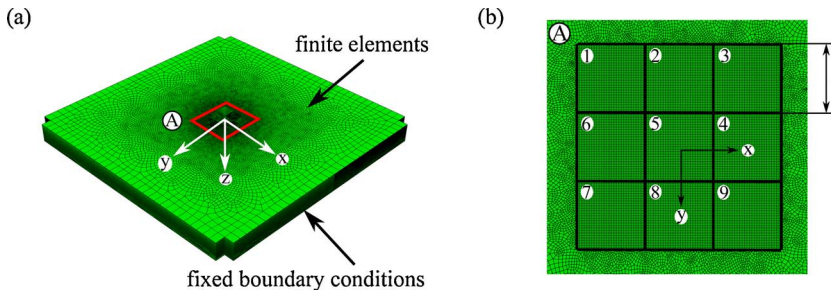 (a)
finite elements
A
y
z
x
fixed boundary conditions
(b)
A
1 2 3
6 5 4
x
7 8 9
y